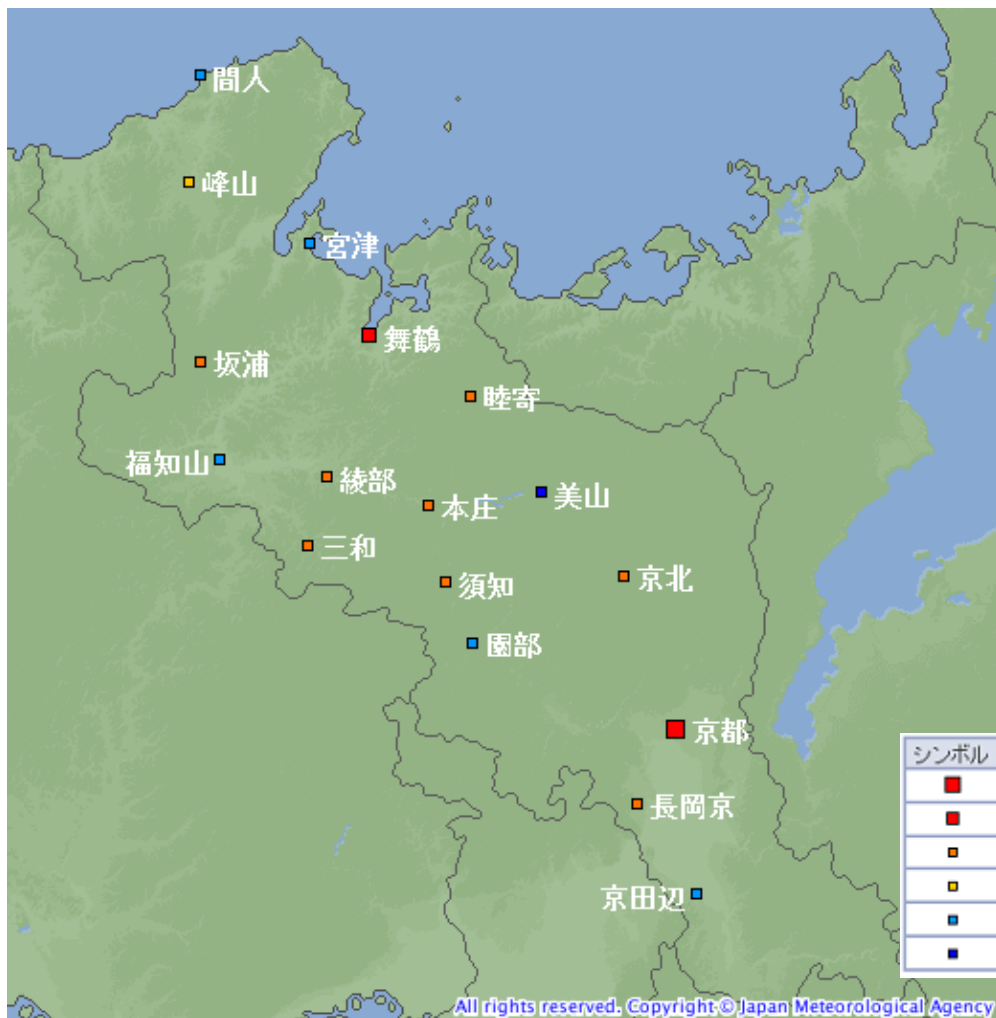 間人
峰山
宮津
舞鶴
坂浦
睦寄
福知山
綾部
本庄
美山
三和
須知
京北
園部
京都
シンボル
長岡京
京田辺
All rights reserved. Copyright © Japan Meteorological Agency